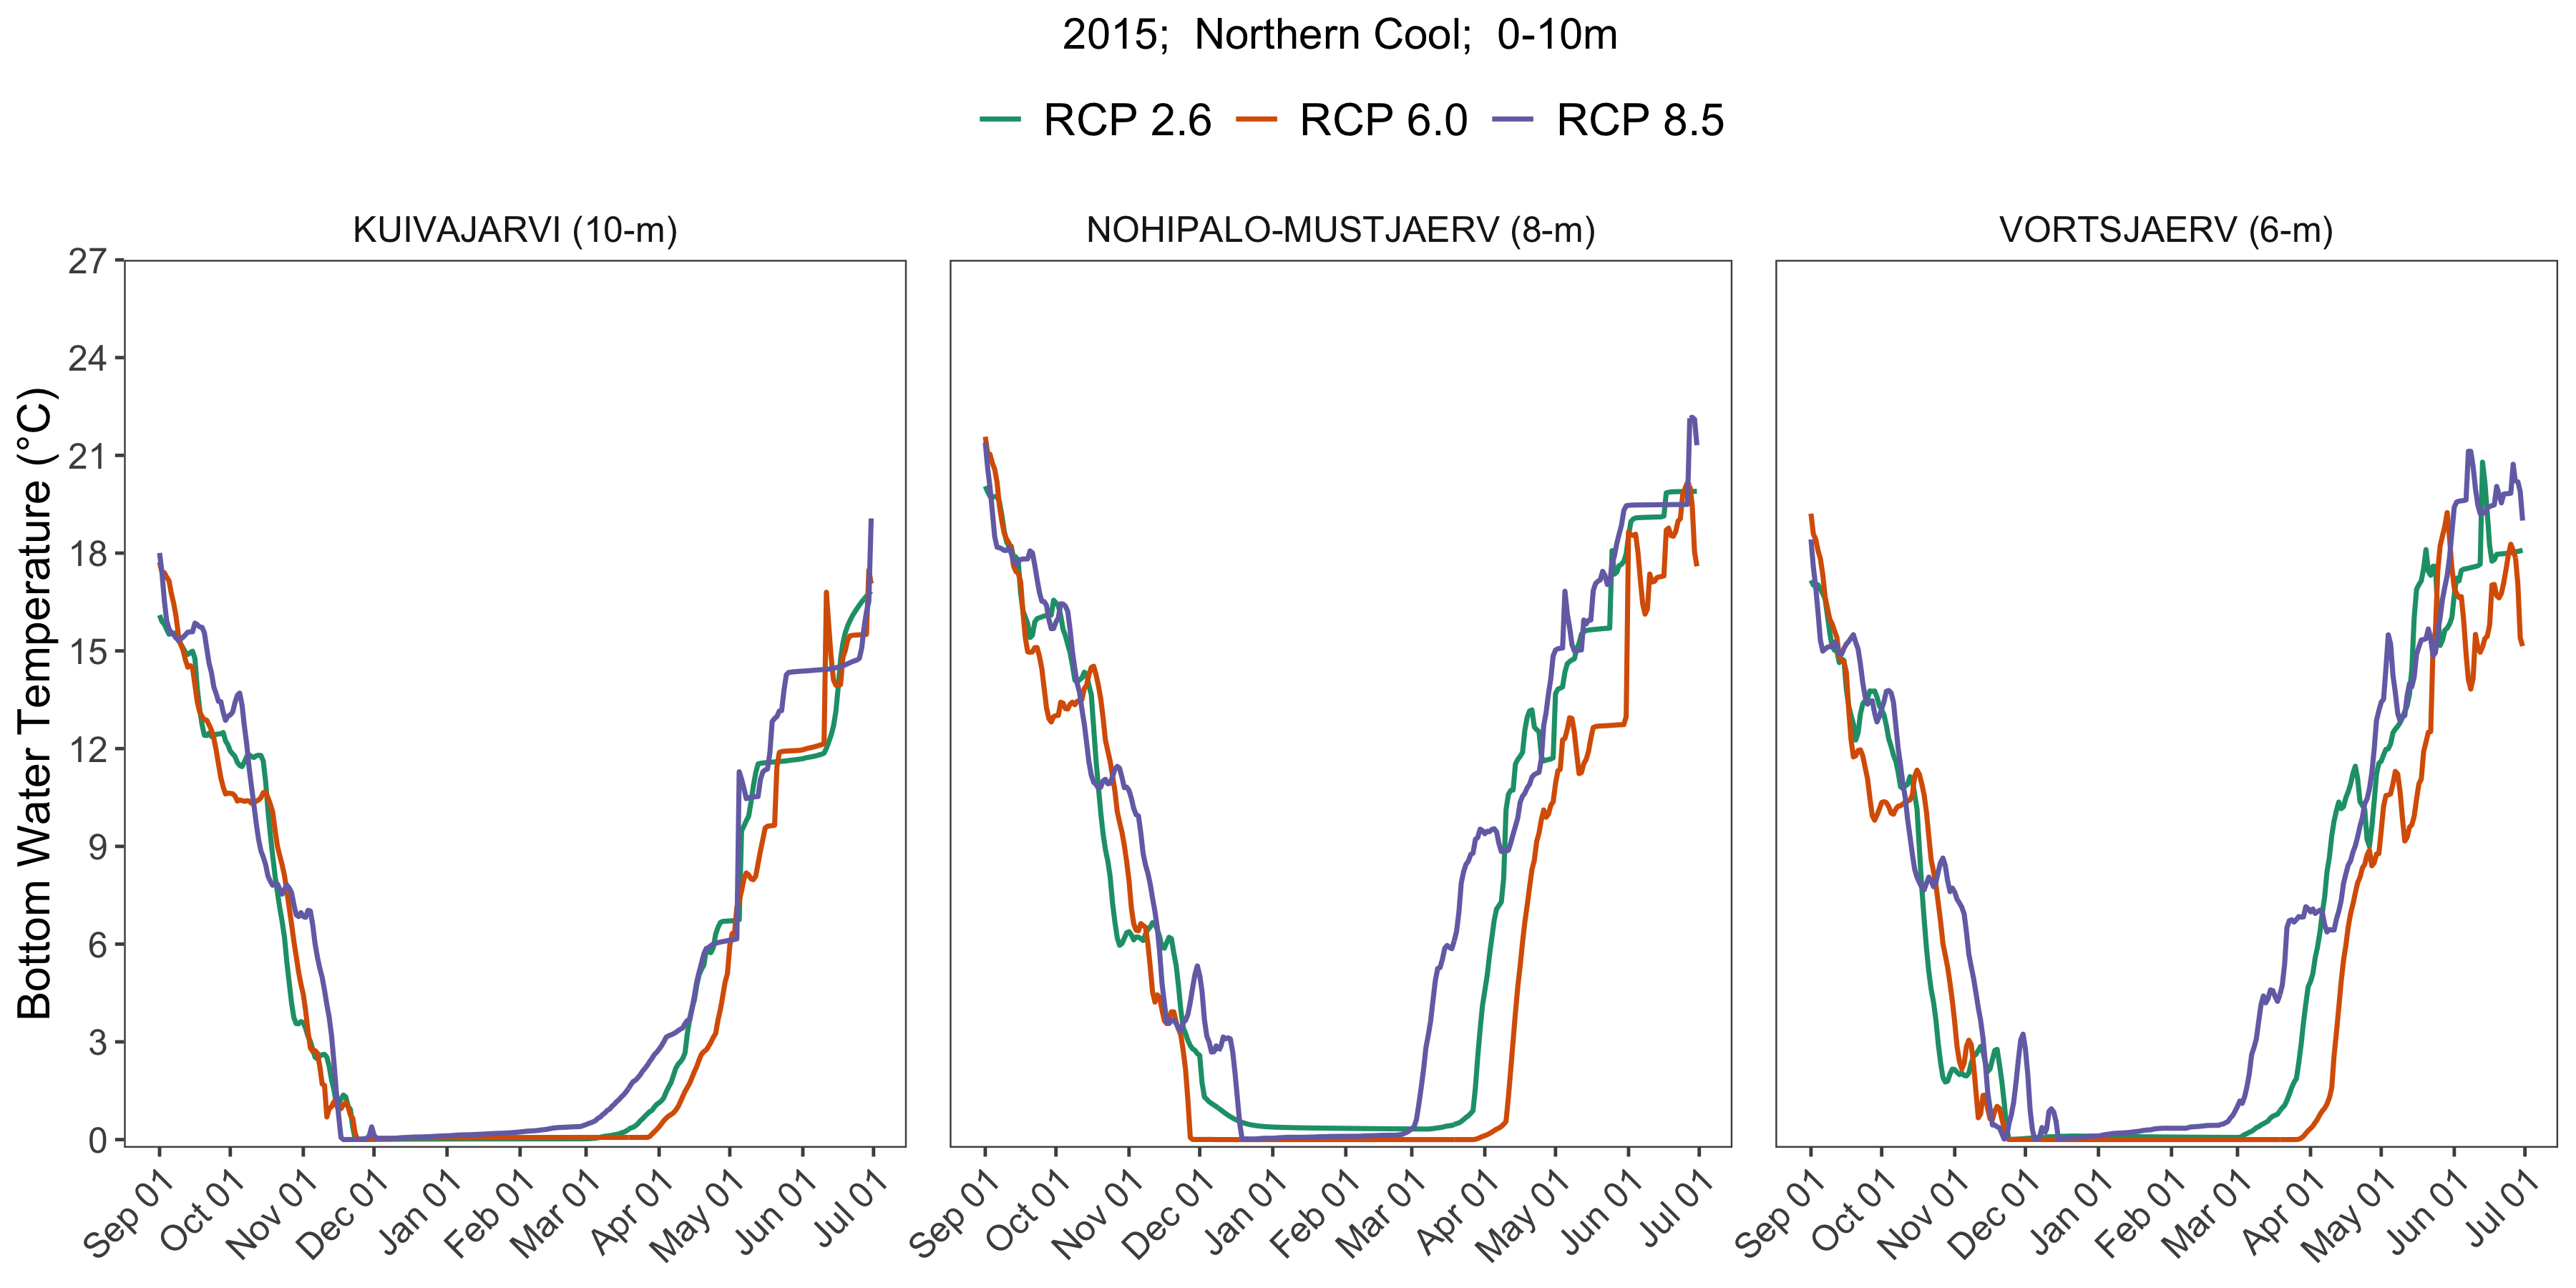 2015;  Northern Cool;  0-10m
RCP 2.6 RCP 6.0 RCP 8.5
KUIVAJARVI (10-m) NOHIPALO-MUSTJAERV (8-m) VORTSJAERV (6-m)
Bottom Water Temperature (°C)
27
24
21
18
15
12
9
6
3
0
Sep 01 Oct 01 Nov 01 Dec 01 Jan 01 Feb 01 Mar 01 Apr 01 May 01 Jun 01 Jul 01 Sep 01 Oct 01 Nov 01 Dec 01 Jan 01 Feb 01 Mar 01 Apr 01 May 01 Jun 01 Jul 01 Sep 01 Oct 01 Nov 01 Dec 01 Jan 01 Feb 01 Mar 01 Apr 01 May 01 Jun 01 Jul 01